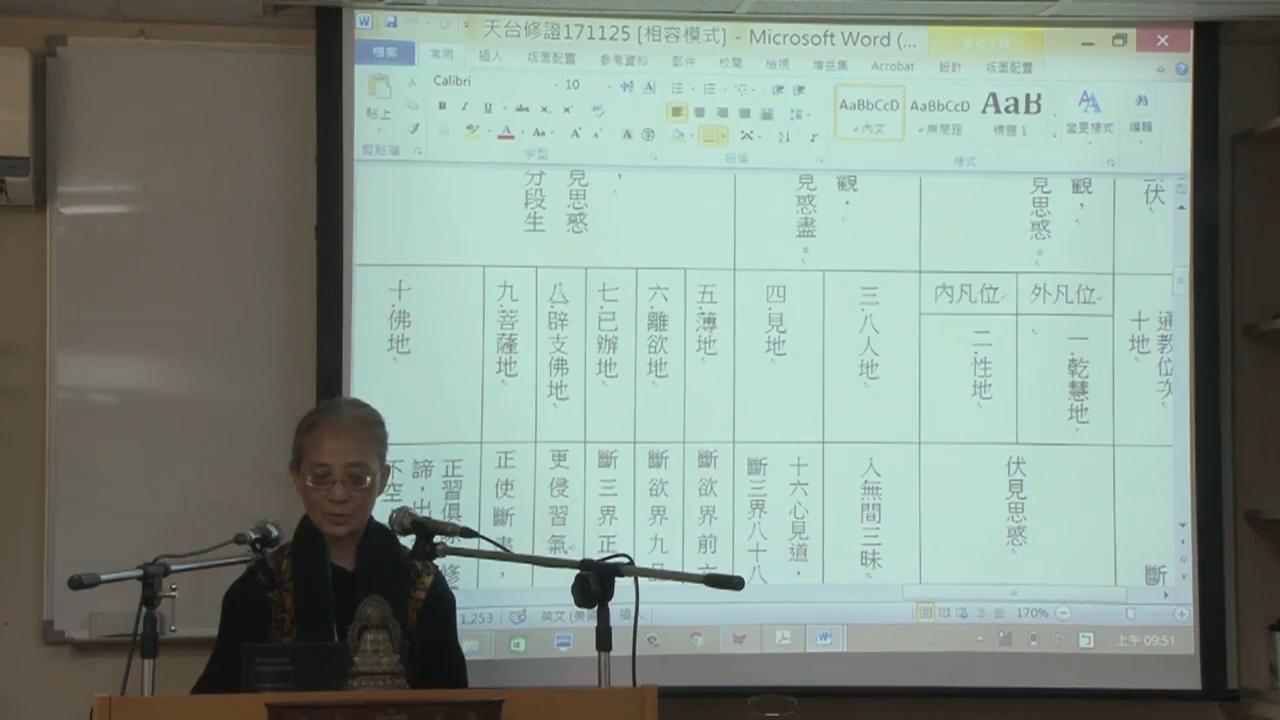 天台修證171125 [相容模式] - Microsoft Word (...
檔案 常用 插入 版面配置 參考資料 郵件 校閱 檢視 增益集 Acrobat 設計 版面配置
Calibri 10
貼上
剪貼簿
字型
段落
AaBbCcD AaBbCcD AaB
內文 無間距 標題 1
變更樣式 編輯
樣式
伏
觀，
見思惑。
觀，
見惑盡。
，
見思惑
分段生
通教位次
十地
外凡位
一.乾慧地
內凡位
二.性地
三.八人地
四.見地
五.薄地
六.離欲地
七.已辦地
八.辟支佛地
九.菩薩地
十.佛地
斷
伏見思惑
入無間三昧
十六心見道，
斷三界八十八
斷欲界前六
斷欲界九品
斷三界正
更侵習氣
正使斷盡，
正習俱
諦，出
不空
1,253 英文 170%
上午 09:51